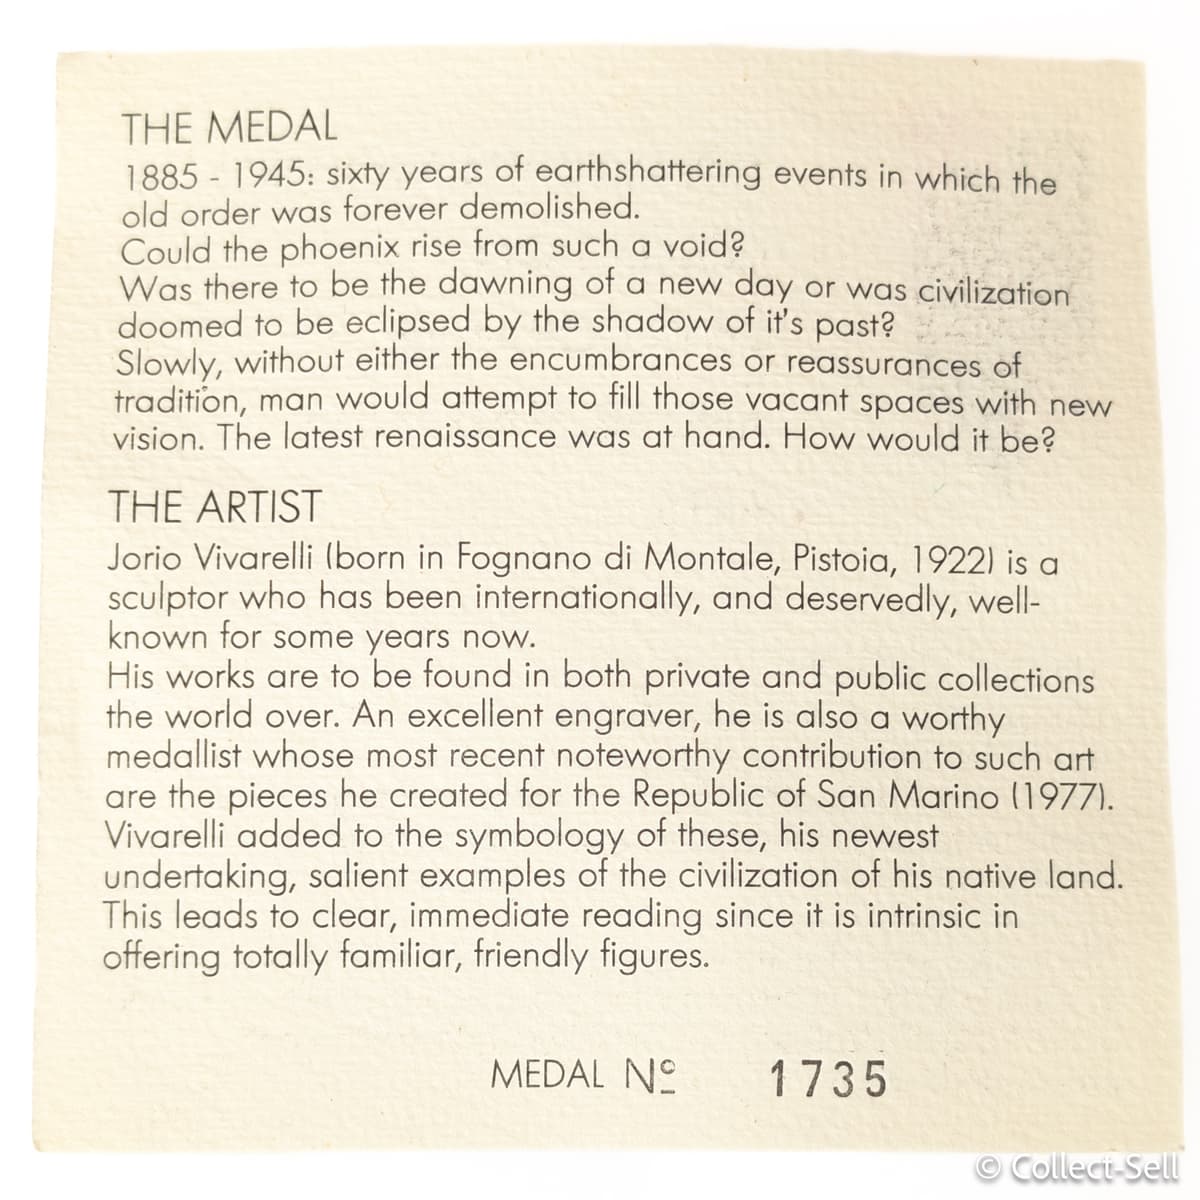 THE MEDAL
1885 - 1945: sixty years of earthshattering events in which the
old order was forever demolished.
Could the phoenix rise from such a void?
Was there to be the dawning of a new day or was civilization
doomed to be eclipsed by the shadow of it's past?
Slowly, without either the encumbrances or reassurances of
tradition, man would attempt to fill those vacant spaces with new
vision. The latest renaissance was at hand. How would it be?
THE ARTIST
Jorio Vivarelli (born in Fognano di Montale, Pistoia, 1922) is a
sculptor who has been internationally, and deservedly, well-
known for some years now.
His works are to be found in both private and public collections
the world over. An excellent engraver, he is also a worthy
medallist whose most recent noteworthy contribution to such art
are the pieces he created for the Republic of San Marino (1977).
Vivarelli added to the symbology of these, his newest
undertaking, salient examples of the civilization of his native land.
This leads to clear, immediate reading since it is intrinsic in
offering totally familiar, friendly figures.
MEDAL Nº 1735
© Collect-Sell